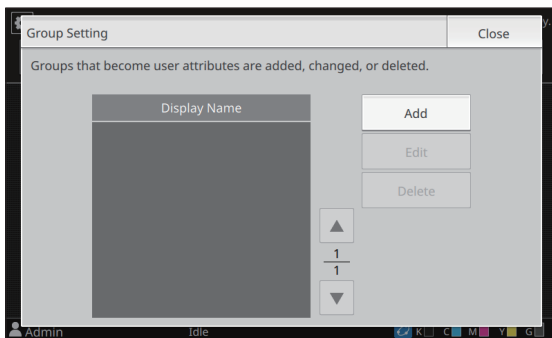 Group Setting
Close
Groups that become user attributes are added, changed, or deleted.
Display Name
Add
Edit
Delete
1
1
Admin Idle K C M Y G